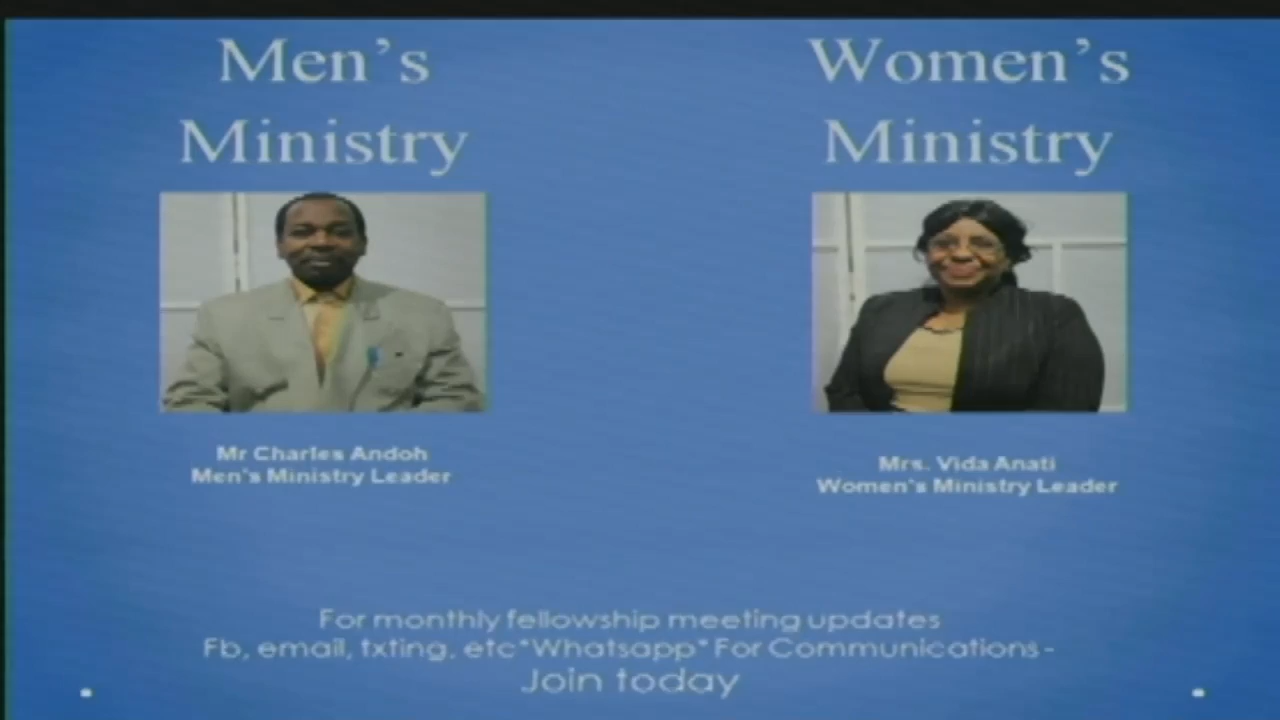 Men's
Ministry
Mr Charles Andoh
Men's Ministry Leader
Women's
Ministry
Mrs. Vida Anati
Women's Ministry Leader
For monthly fellowship meeting updates
Fb, email, txting, etc*Whatsapp* For Communications-
Join today